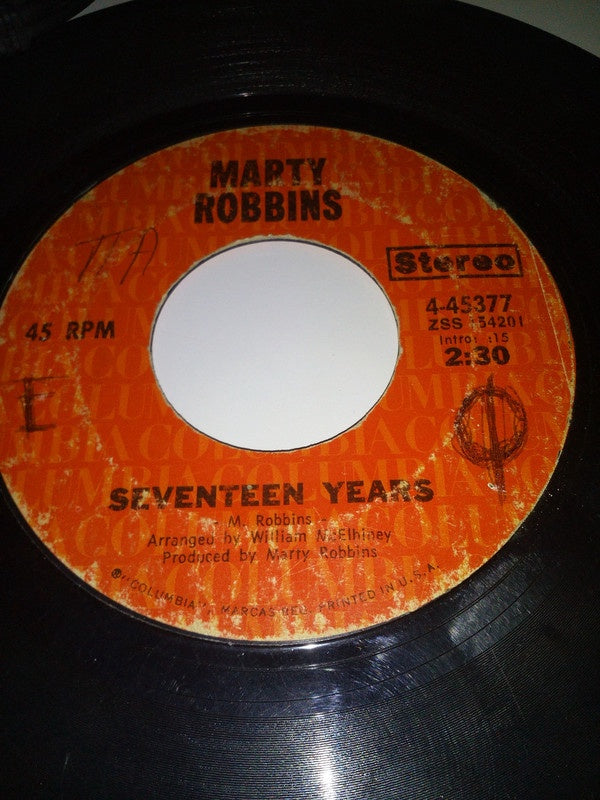 MARTY
ROBBINS
Stereo
45 RPM
4-45377
ZSS 154201
Intro: :15
2:30
E
SEVENTEEN YEARS
- M. Robbins -
Arranged by William McElhiney
Produced by Marty Robbins
® "COLUMBIA", MARCAS REG. PRINTED IN U.S.A.